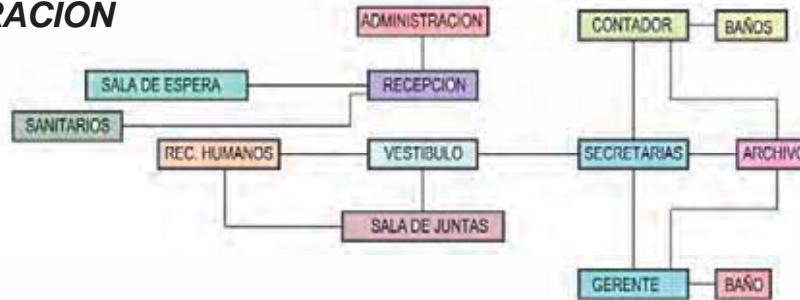 RACION
ADMINISTRACION
CONTADOR
BAÑOS
SALA DE ESPERA
RECEPCION
SANITARIOS
REC. HUMANOS
VESTIBULO
SECRETARIAS
ARCHIVO
SALA DE JUNTAS
GERENTE
BAÑO